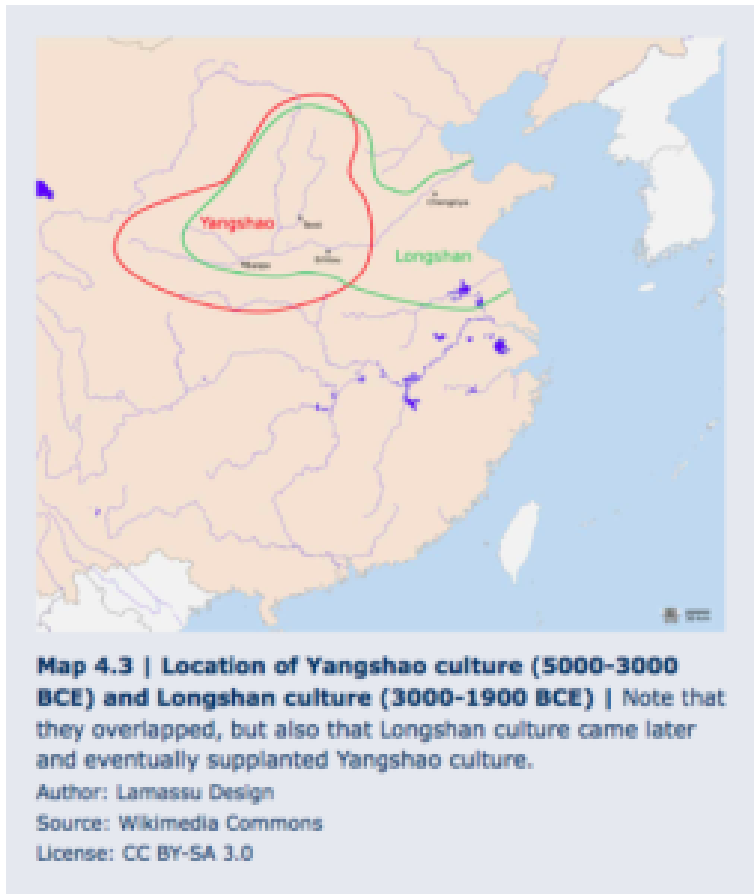 Yangshao
Longshan
Map 4.3 | Location of Yangshao culture (5000-3000
BCE) and Longshan culture (3000-1900 BCE) | Note that
they overlapped, but also that Longshan culture came later
and eventually supplanted Yangshao culture.
Author: Lamassu Design
Source: Wikimedia Commons
License: CC BY-SA 3.0